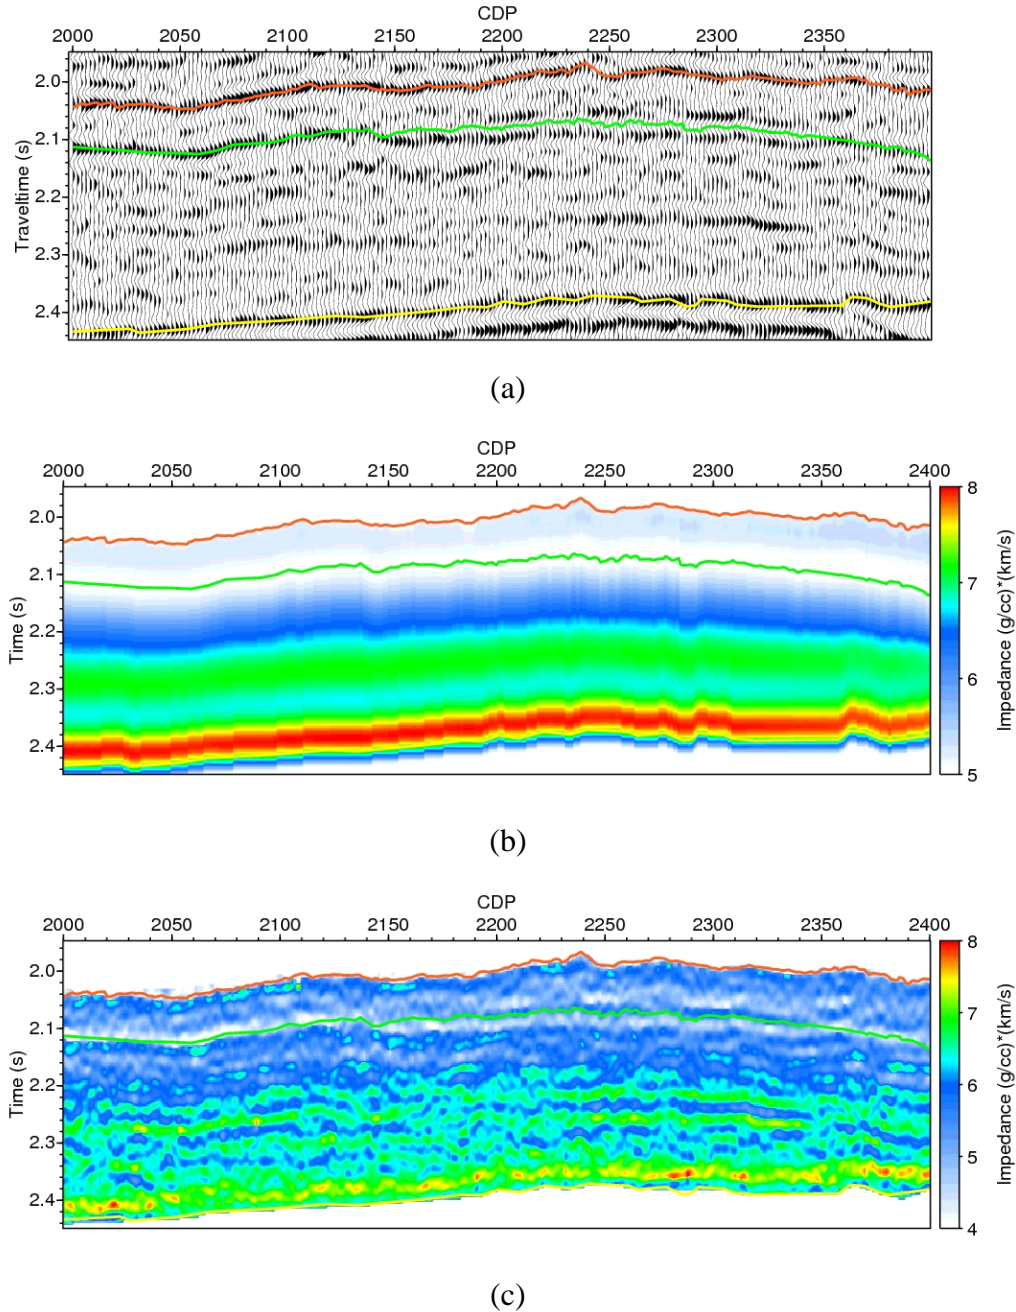 CDP
2000 2050 2100 2150 2200 2250 2300 2350
2.0
2.1
2.2
2.3
2.4
Traveltime (s)
(a)
CDP
2000 2050 2100 2150 2200 2250 2300 2350 2400
2.0
2.1
2.2
2.3
2.4
Time (s)
8
7
6
5
Impedance (g/cc)*(km/s)
(b)
CDP
2000 2050 2100 2150 2200 2250 2300 2350 2400
2.0
2.1
2.2
2.3
2.4
Time (s)
8
7
6
5
4
Impedance (g/cc)*(km/s)
(c)